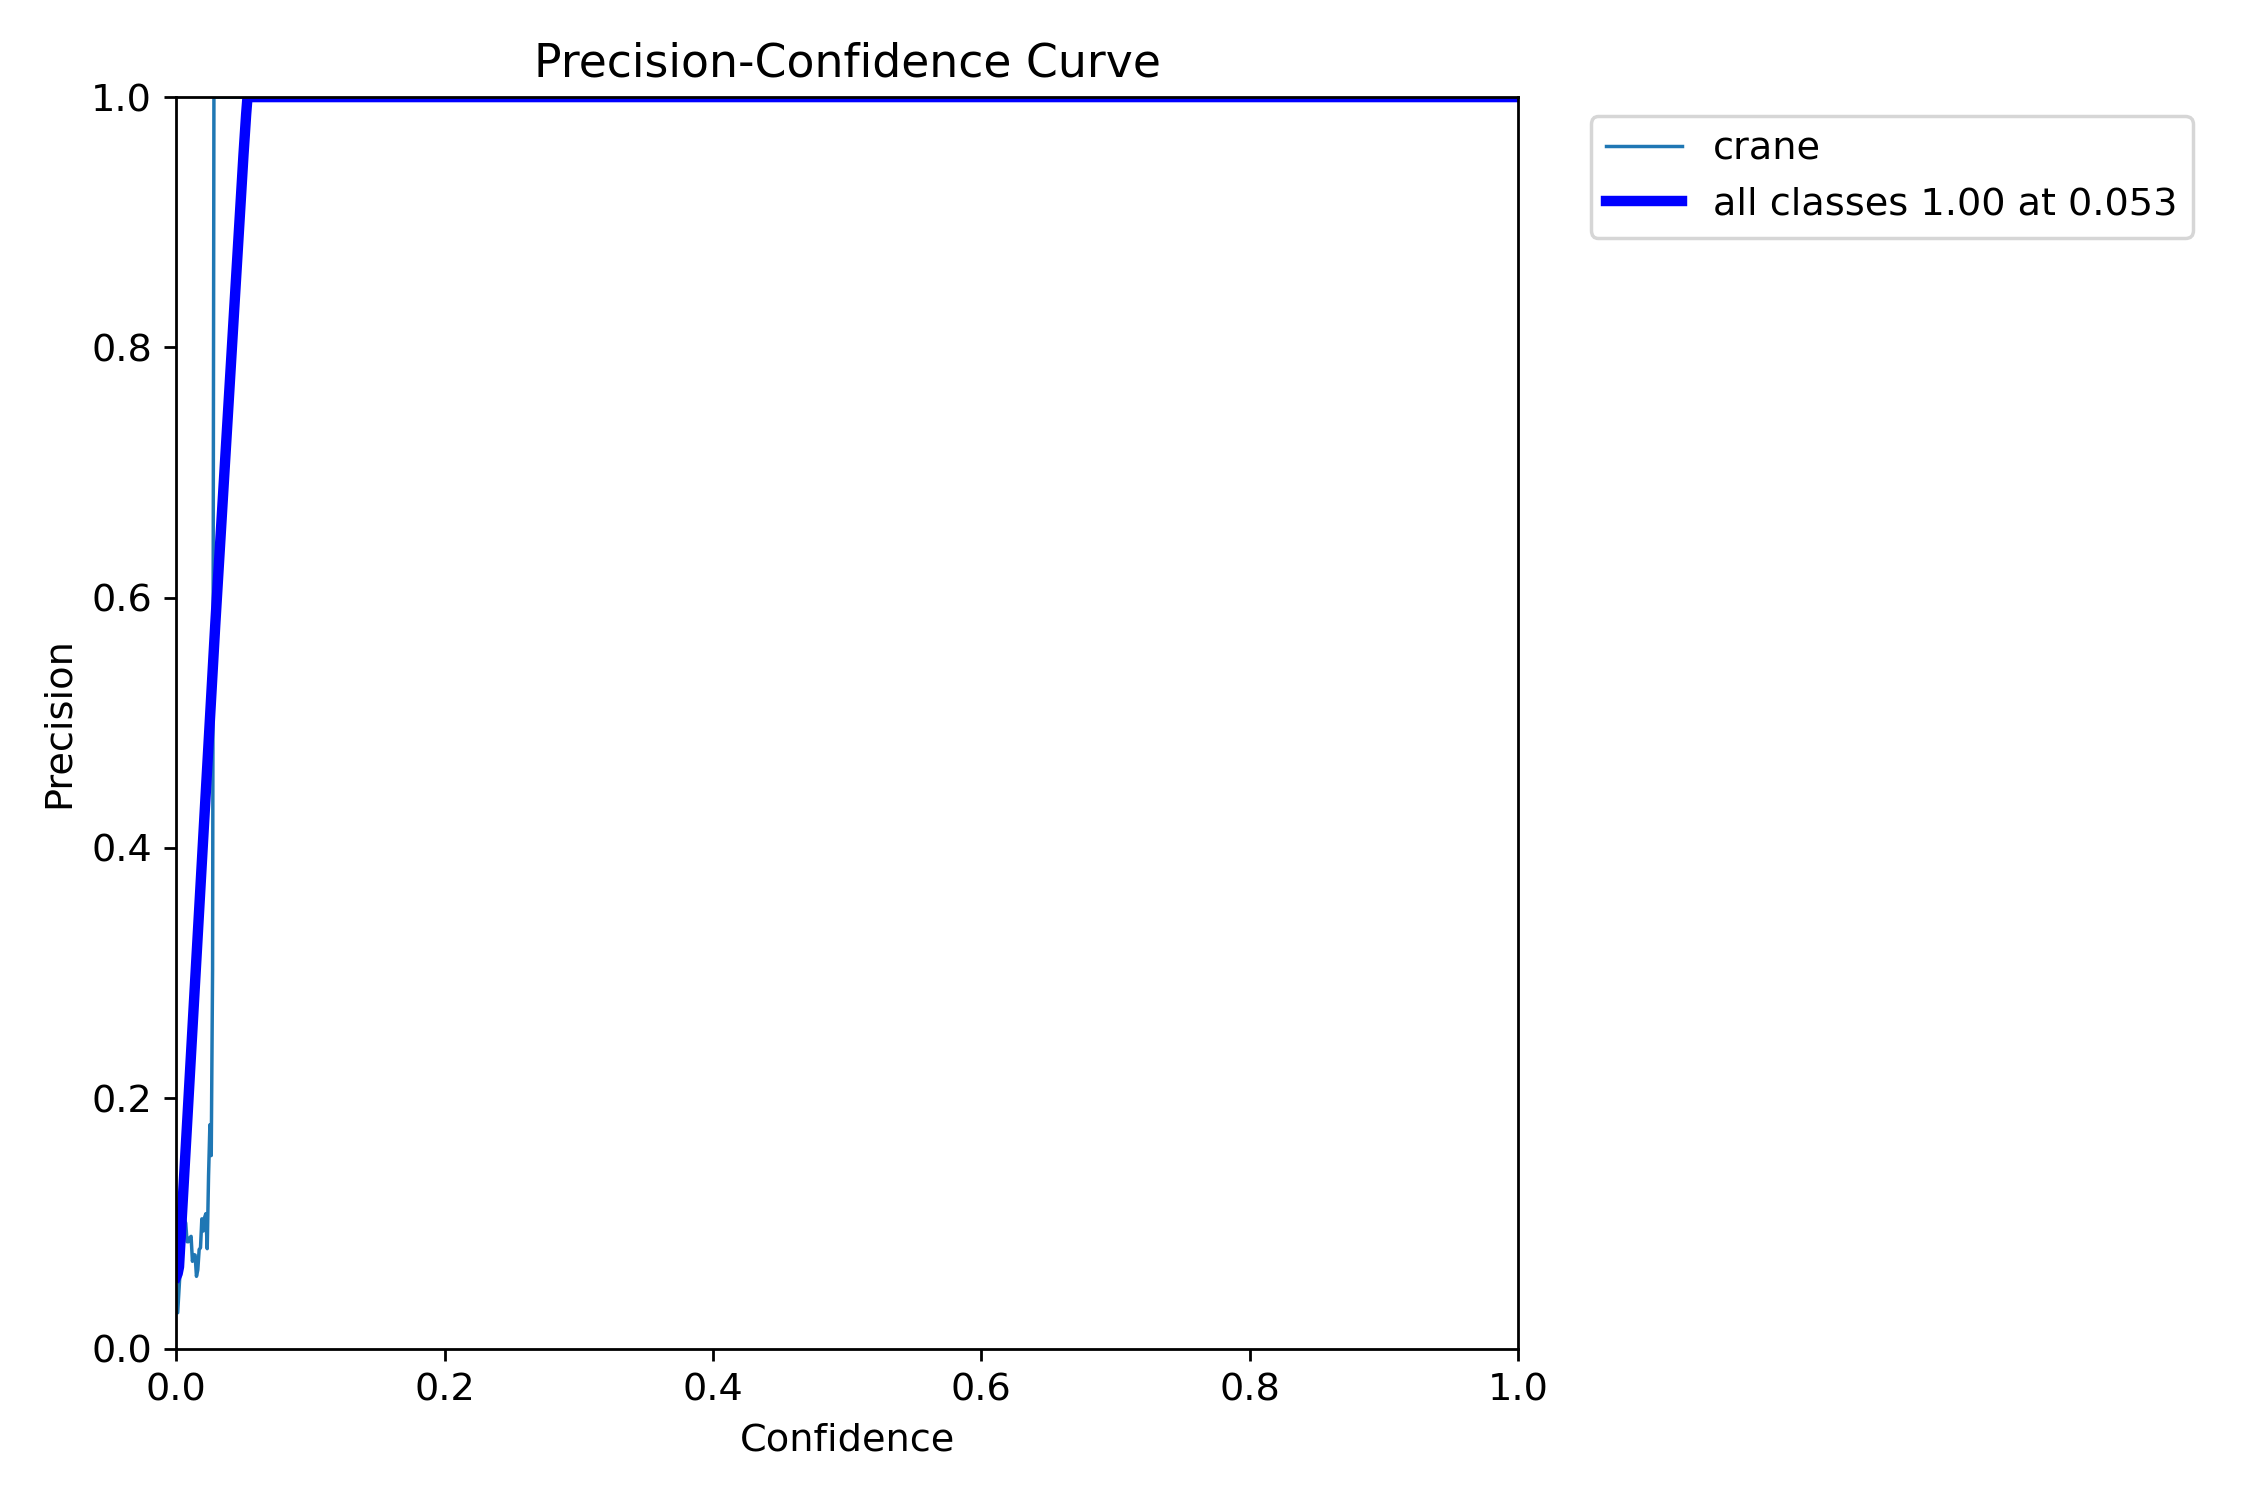 Precision-Confidence Curve
1.0
0.8
0.6
0.4
0.2
0.0
Precision
0.0 0.2 0.4 0.6 0.8 1.0
Confidence
crane
all classes 1.00 at 0.053